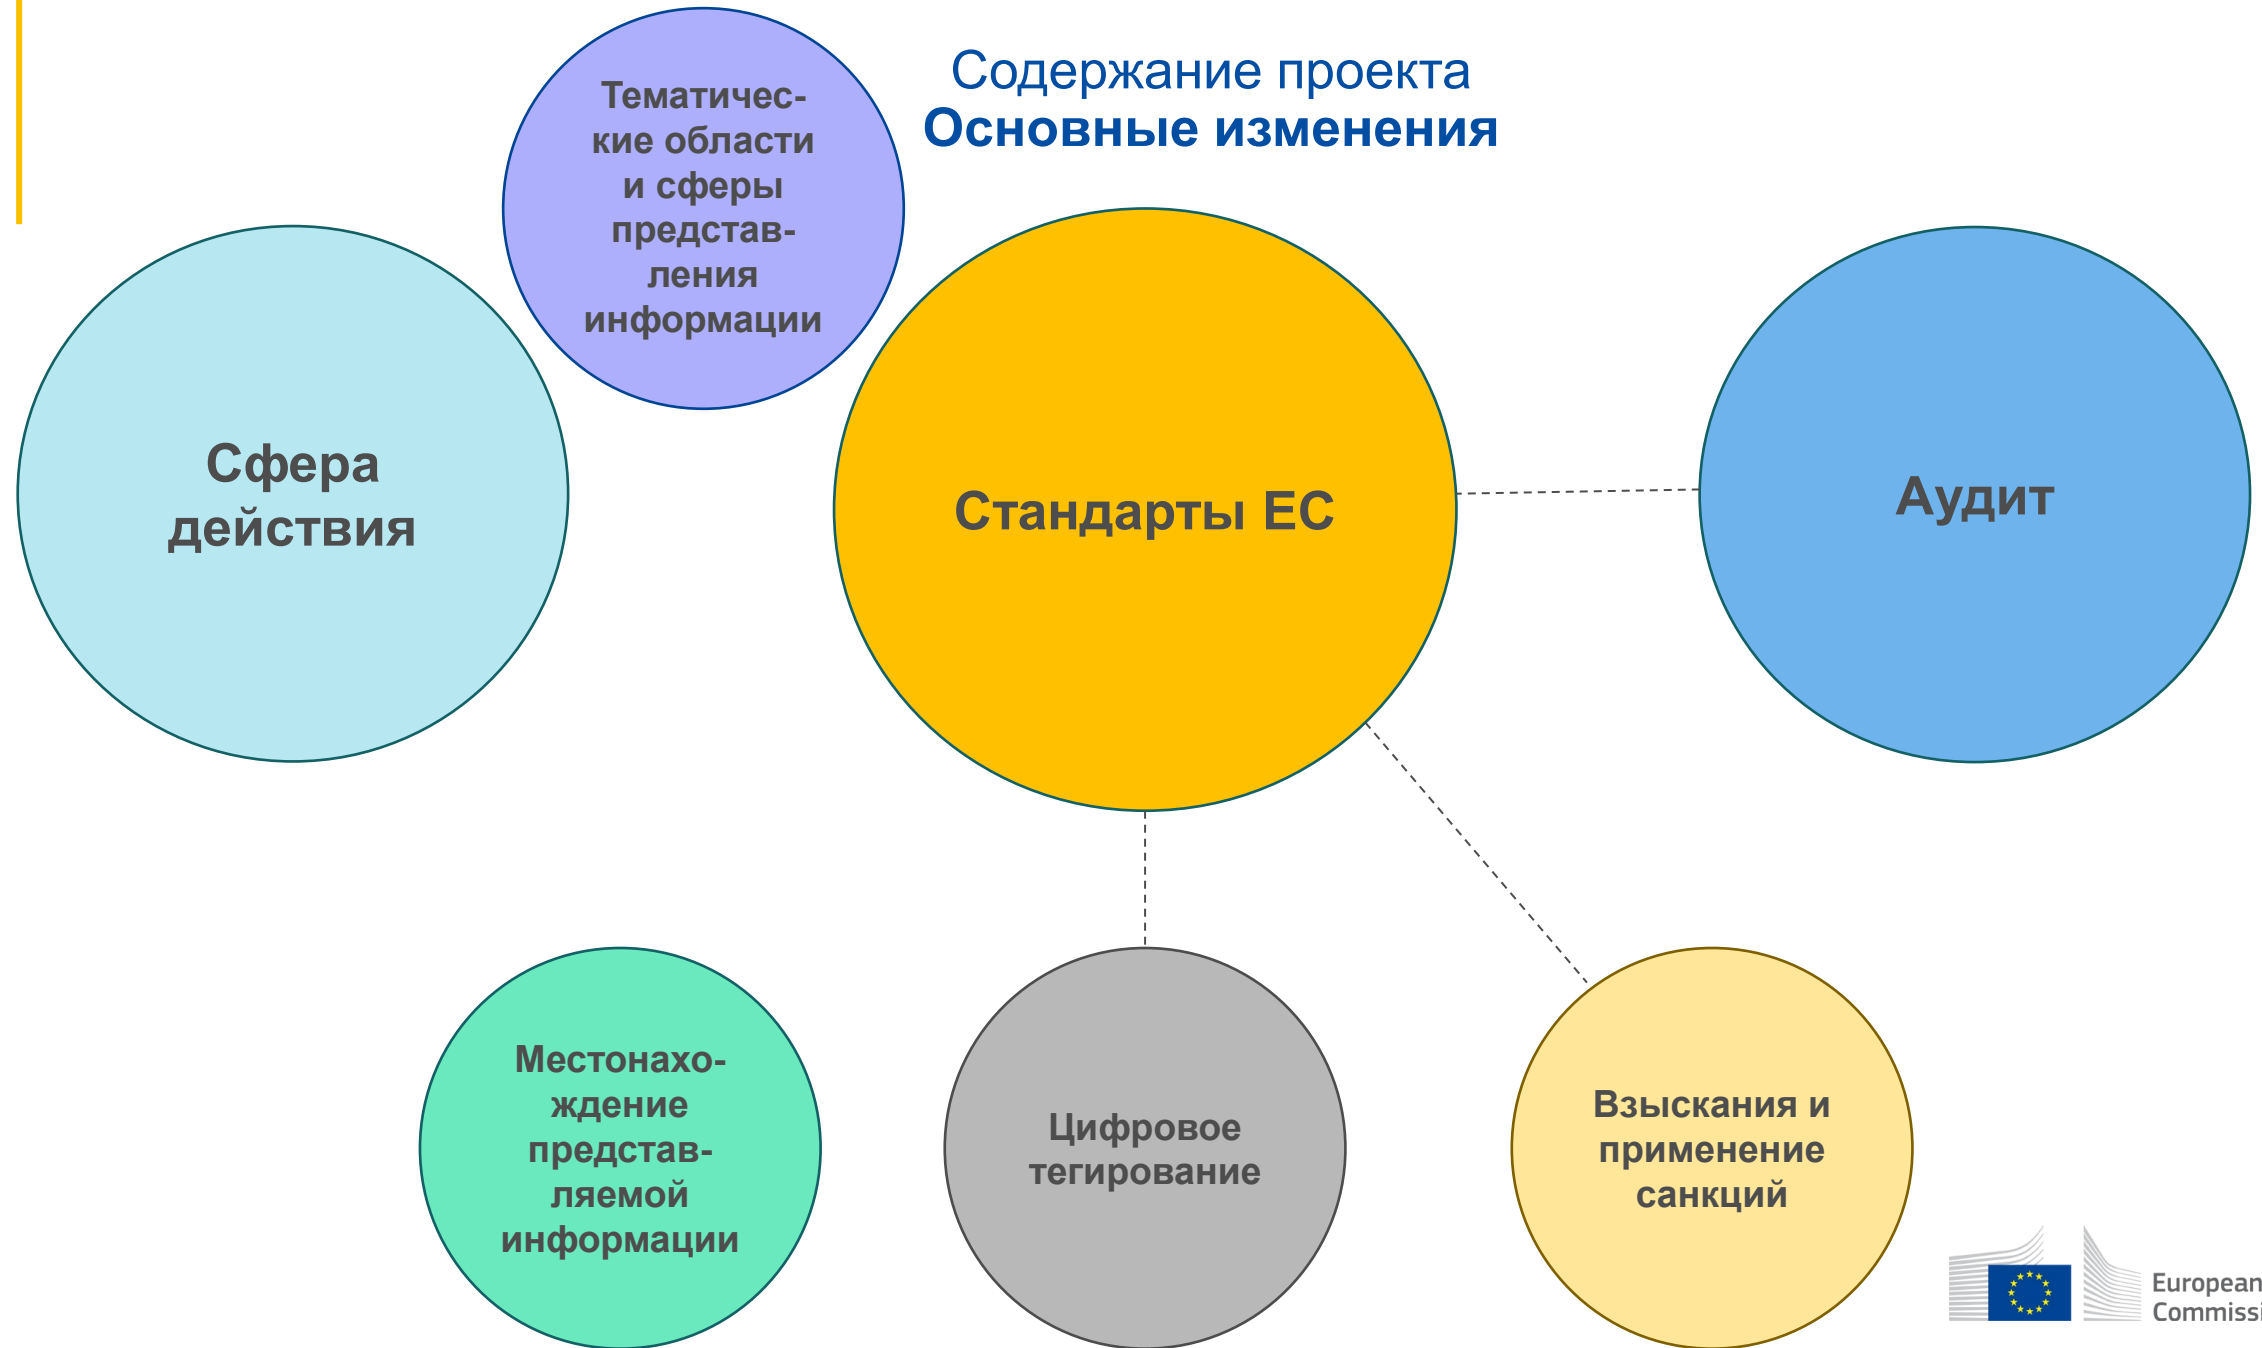 Содержание проекта
Основные изменения
Тематичес-
кие области
и сферы
представ-
ления
информации
Сфера
действия
Стандарты ЕС
Аудит
Местонахо-
ждение
представ-
ляемой
информации
Цифровое
тегирование
Взыскания и
применение
санкций
European
Commissi